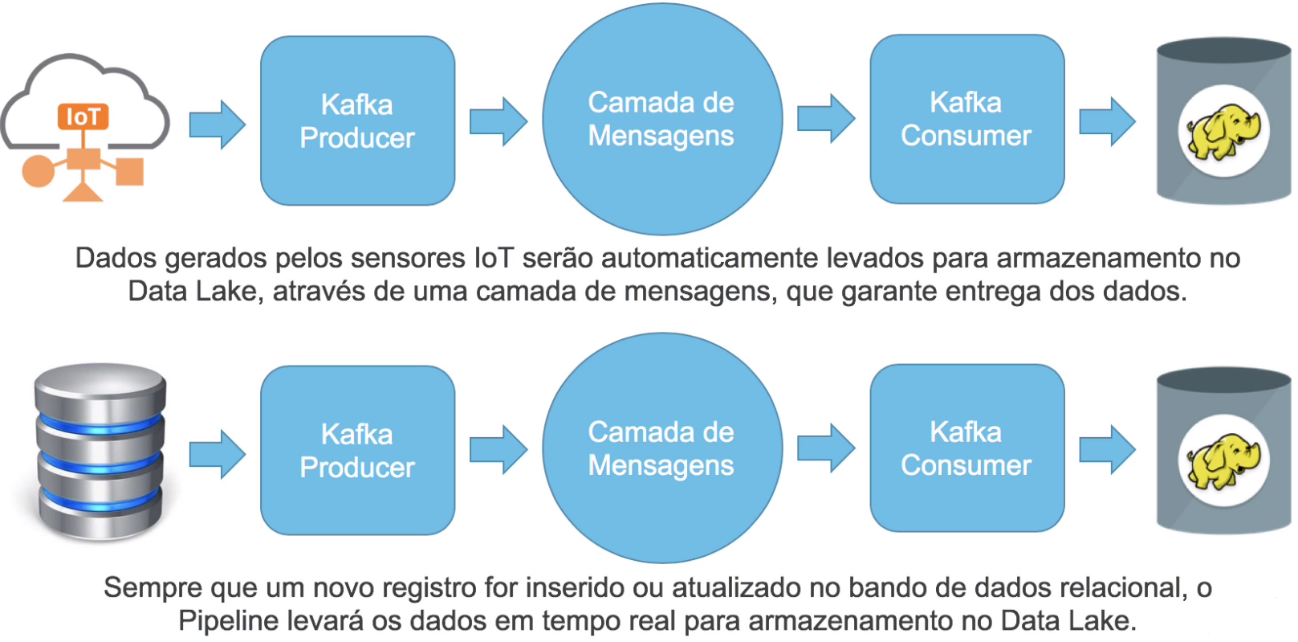 IoT
Kafka
Producer
Camada de
Mensagens
Kafka
Consumer
Dados gerados pelos sensores IoT serão automaticamente levados para armazenamento no
Data Lake, através de uma camada de mensagens, que garante entrega dos dados.
Kafka
Producer
Camada de
Mensagens
Kafka
Consumer
Sempre que um novo registro for inserido ou atualizado no bando de dados relacional, o
Pipeline levará os dados em tempo real para armazenamento no Data Lake.